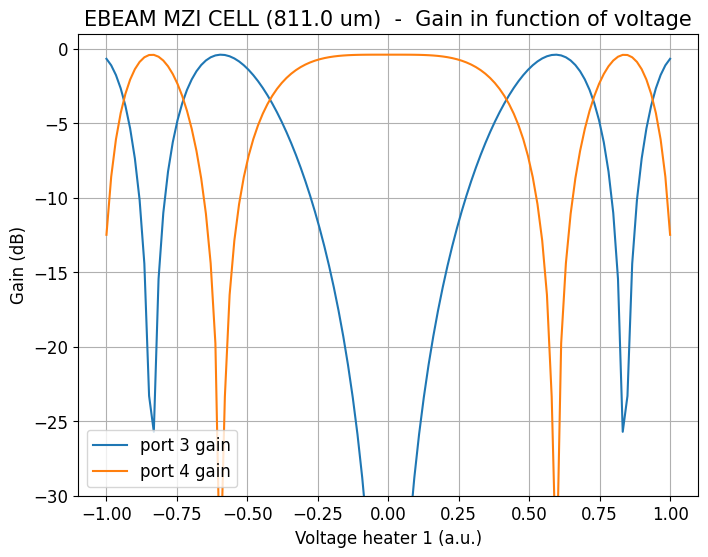 EBEAM MZI CELL (811.0 um)  -  Gain in function of voltage
Gain (dB)
0
−5
−10
−15
−20
−25
−30
port 3 gain
port 4 gain
−1.00 −0.75 −0.50 −0.25 0.00 0.25 0.50 0.75 1.00
Voltage heater 1 (a.u.)